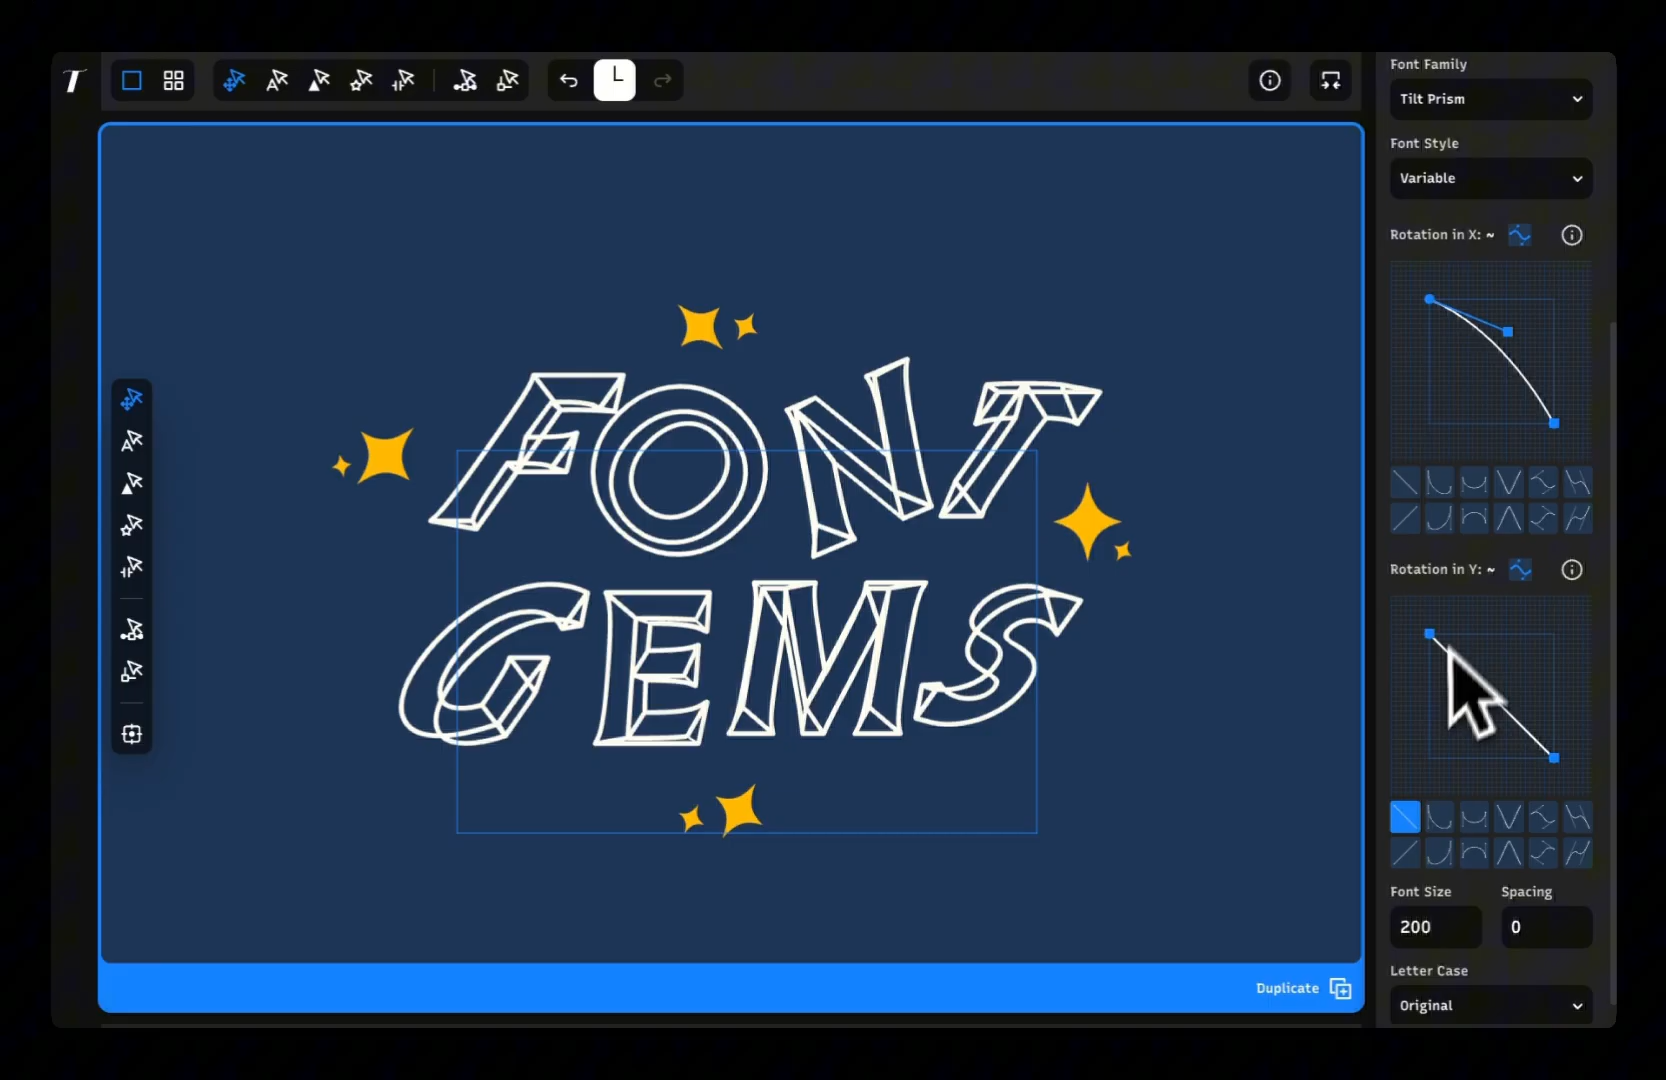 T
Font Family
Tilt Prism
Font Style
Variable
Rotation in X: ~
FONT
GEMS
Rotation in Y: ~
Font Size
Spacing
200
0
Letter Case
Duplicate
Original